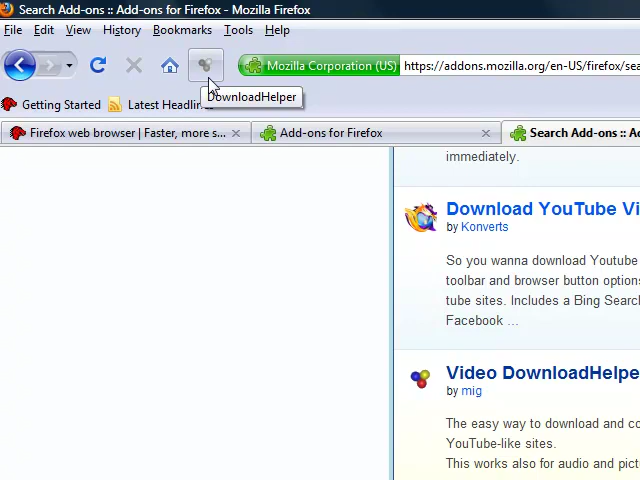 Search Add-ons :: Add-ons for Firefox - Mozilla Firefox
File Edit View History Bookmarks Tools Help
Mozilla Corporation (US) https://addons.mozilla.org/en-US/firefox/sea
DownloadHelper
Getting Started Latest Headlin
Firefox web browser | Faster, more s... Add-ons for Firefox Search Add-ons :: A
immediately.
Download YouTube Vi
by Konverts
So you wanna download Youtube
toolbar and browser button options
tube sites. Includes a Bing Searc
Facebook ...
Video DownloadHelpe
by mig
The easy way to download and co
YouTube-like sites.
This works also for audio and pict